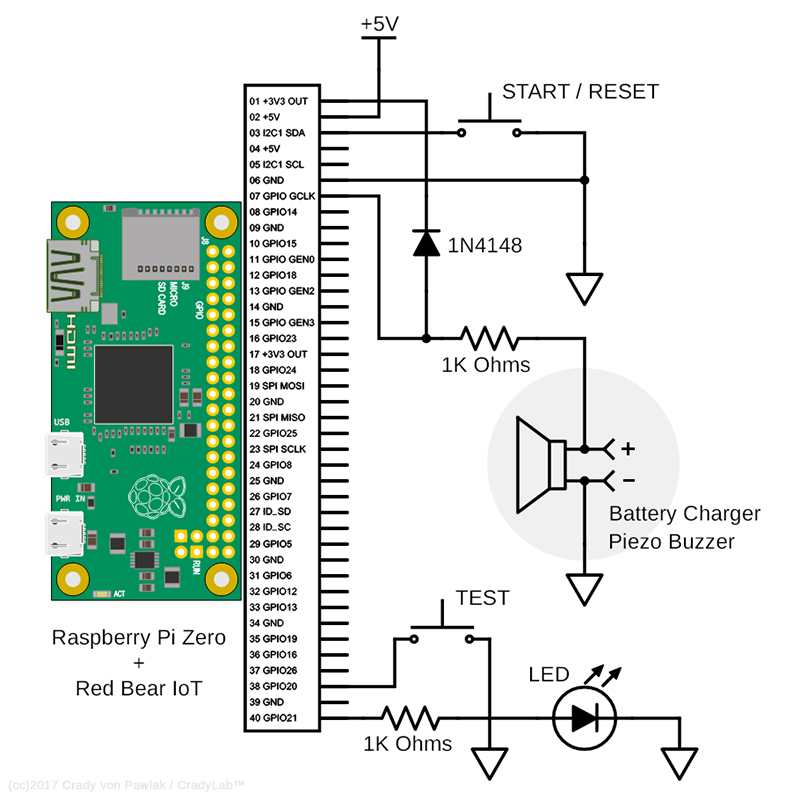 +5V
01 +3V3 OUT
02 +5V
03 I2C1 SDA
04 +5V
05 I2C1 SCL
06 GND
07 GPIO GCLK
08 GPIO14
09 GND
10 GPIO15
11 GPIO GEN0
12 GPIO18
13 GPIO GEN2
14 GND
15 GPIO GEN3
16 GPIO23
17 +3V3 OUT
18 GPIO24
19 SPI MOSI
20 GND
21 SPI MISO
22 GPIO25
23 SPI SCLK
24 GPIO8
25 GND
26 GPIO7
27 ID_SD
28 ID_SC
29 GPIO5
30 GND
31 GPIO6
32 GPIO12
33 GPIO13
34 GND
35 GPIO19
36 GPIO16
37 GPIO26
38 GPIO20
39 GND
40 GPIO21
START / RESET
1N4148
1K Ohms
+
−
Battery Charger
Piezo Buzzer
TEST
LED
1K Ohms
J8
GPIO
J9
MICRO
SD CARD
HDMI
USB
PWR IN
RUN
ACT
Raspberry Pi Zero
+
Red Bear IoT
(cc)2017 Crady von Pawlak / CradyLab™